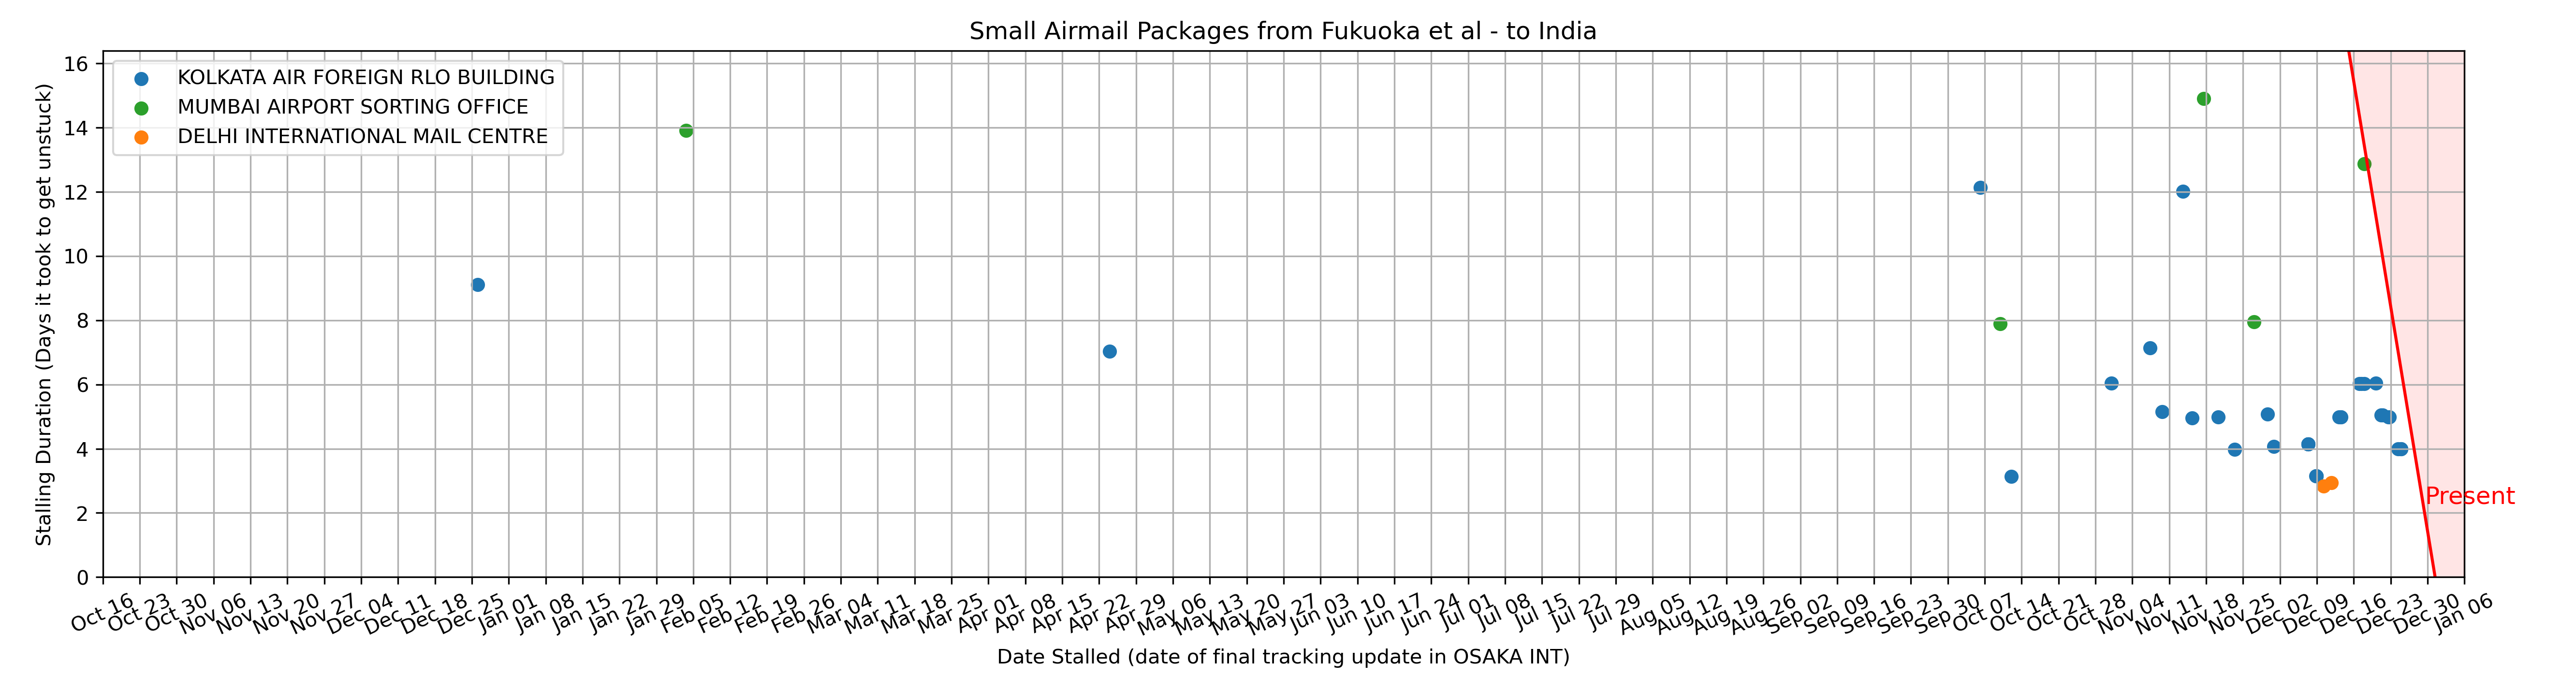 Small Airmail Packages from Fukuoka et al - to India
KOLKATA AIR FOREIGN RLO BUILDING
MUMBAI AIRPORT SORTING OFFICE
DELHI INTERNATIONAL MAIL CENTRE
Stalling Duration (Days it took to get unstuck)
16
14
12
10
8
6
4
2
0
Present
Oct 16
Oct 23
Oct 30
Nov 06
Nov 13
Nov 20
Nov 27
Dec 04
Dec 11
Dec 18
Dec 25
Jan 01
Jan 08
Jan 15
Jan 22
Jan 29
Feb 05
Feb 12
Feb 19
Feb 26
Mar 04
Mar 11
Mar 18
Mar 25
Apr 01
Apr 08
Apr 15
Apr 22
Apr 29
May 06
May 13
May 20
May 27
Jun 03
Jun 10
Jun 17
Jun 24
Jul 01
Jul 08
Jul 15
Jul 22
Jul 29
Aug 05
Aug 12
Aug 19
Aug 26
Sep 02
Sep 09
Sep 16
Sep 23
Sep 30
Oct 07
Oct 14
Oct 21
Oct 28
Nov 04
Nov 11
Nov 18
Nov 25
Dec 02
Dec 09
Dec 16
Dec 23
Dec 30
Jan 06
Date Stalled (date of final tracking update in OSAKA INT)